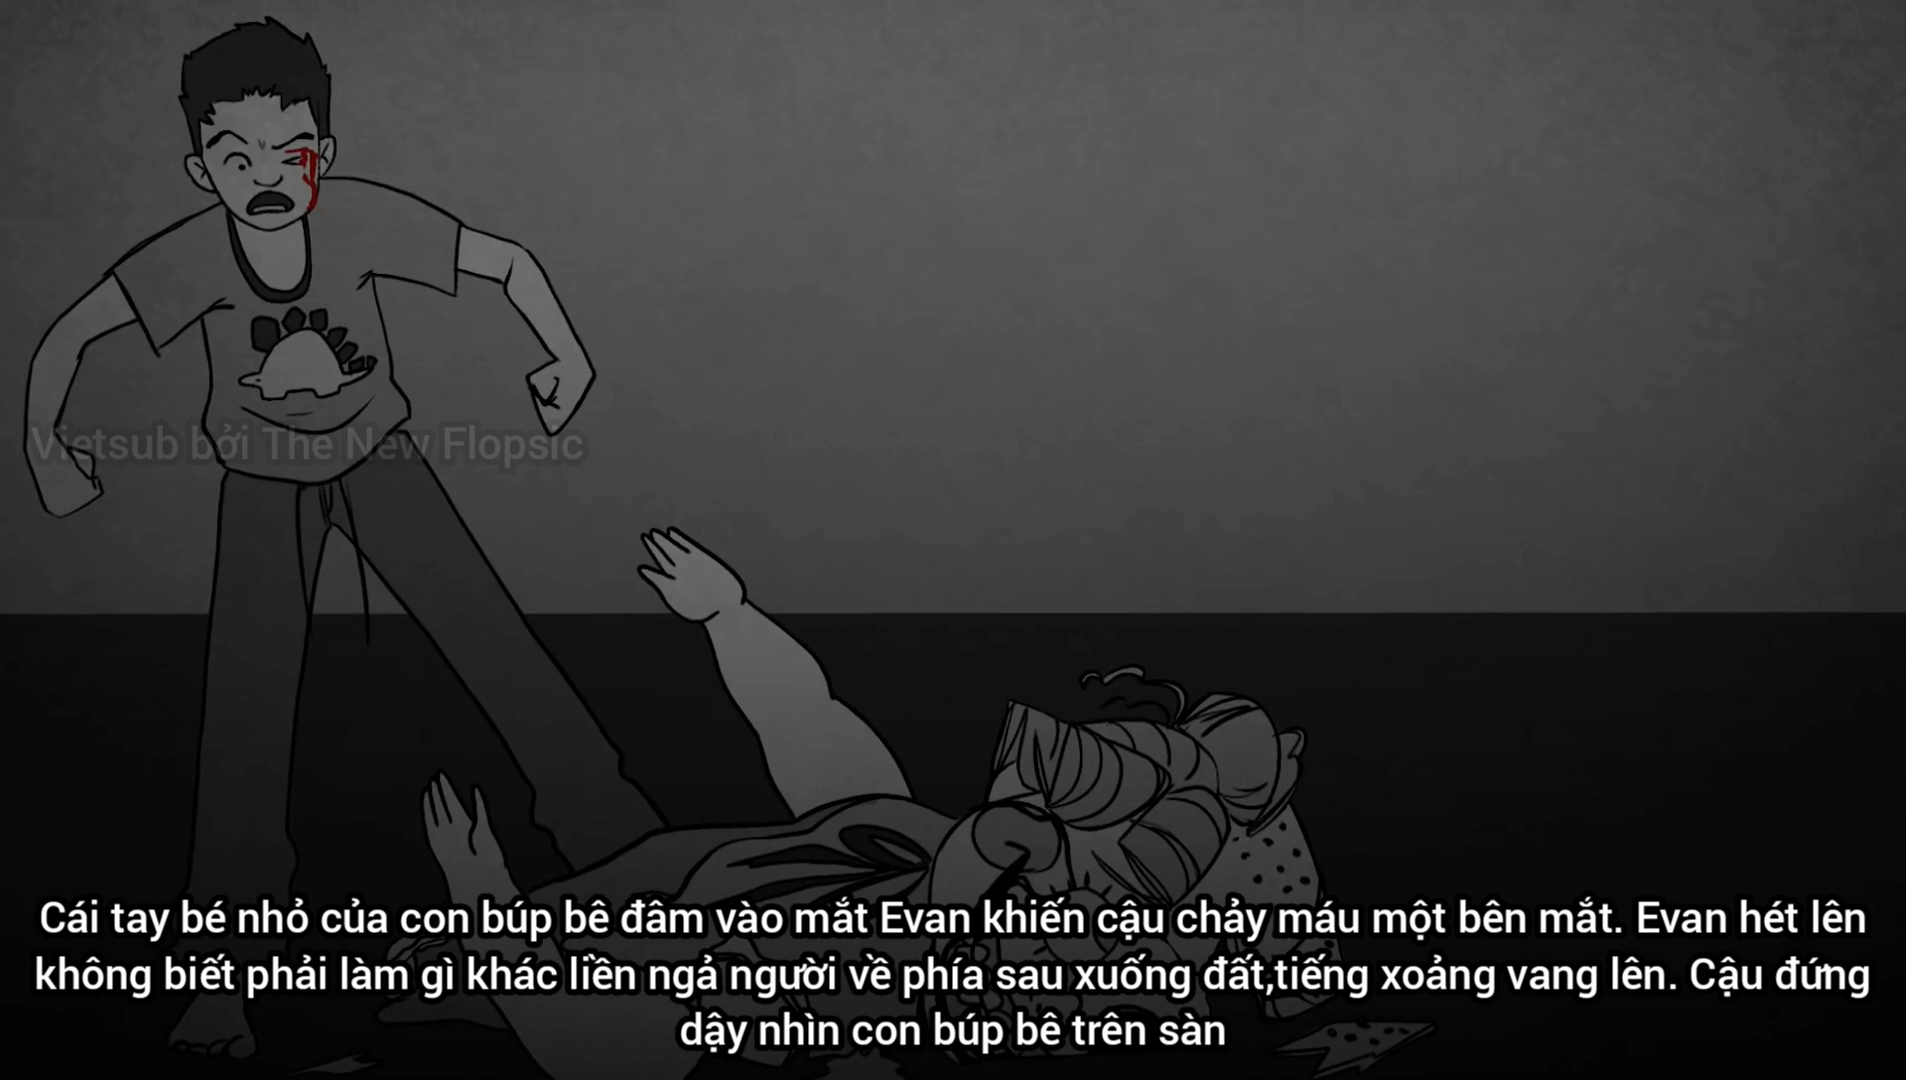 Vietsub bởi The New Flopsic
Cái tay bé nhỏ của con búp bê đâm vào mắt Evan khiến cậu chảy máu một bên mắt. Evan hét lên
không biết phải làm gì khác liền ngả người về phía sau xuống đất,tiếng xoảng vang lên. Cậu đứng
dậy nhìn con búp bê trên sàn